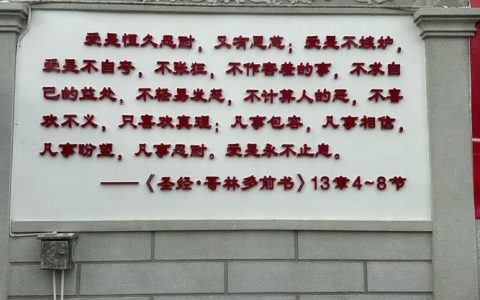 爱是恒久忍耐，又有恩慈；爱是不嫉妒，
爱是不自夸，不张狂，不作害羞的事，不求自
己的益处，不轻易发怒，不计算人的恶，不喜
欢不义，只喜欢真理；凡事包容，凡事相信，
凡事盼望，凡事忍耐。爱是永不止息。
——《圣经·哥林多前书》13章4~8节